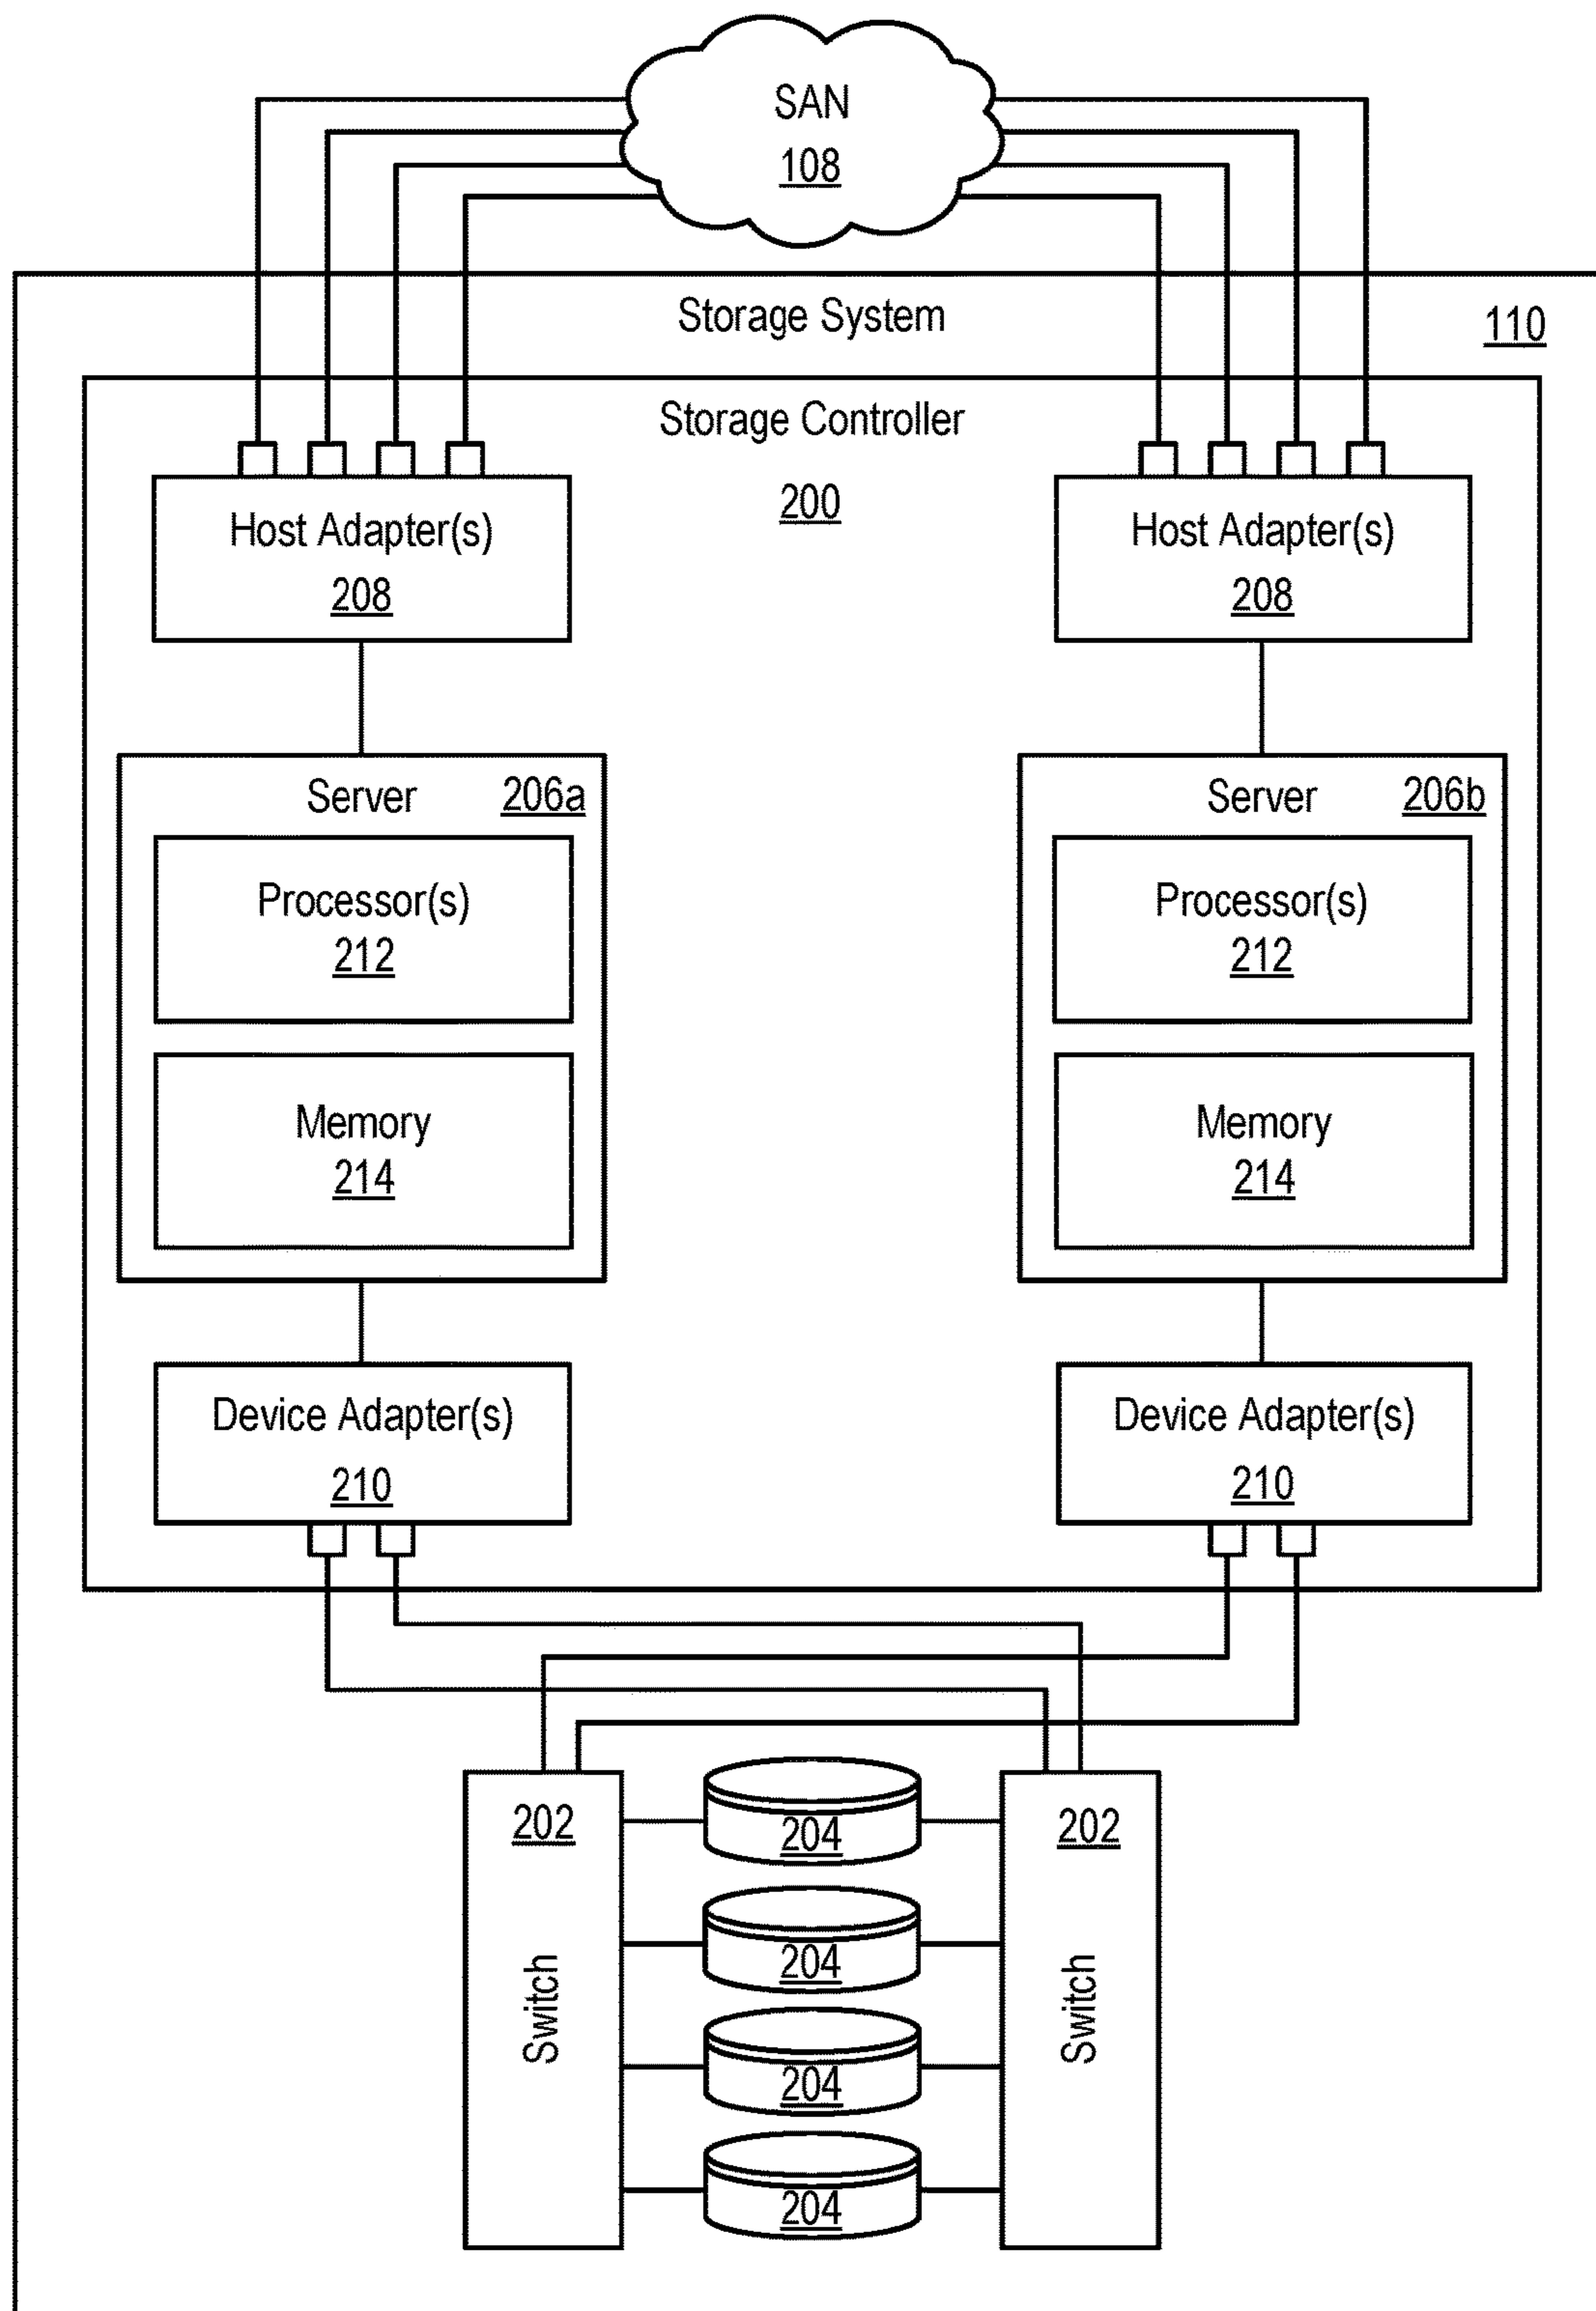 SAN
108
Storage System
110
Storage Controller
200
Host Adapter(s)
208
Host Adapter(s)
208
Server 206a
Processor(s)
212
Memory
214
Server 206b
Processor(s)
212
Memory
214
Device Adapter(s)
210
Device Adapter(s)
210
202
Switch
204
204
204
204
202
Switch